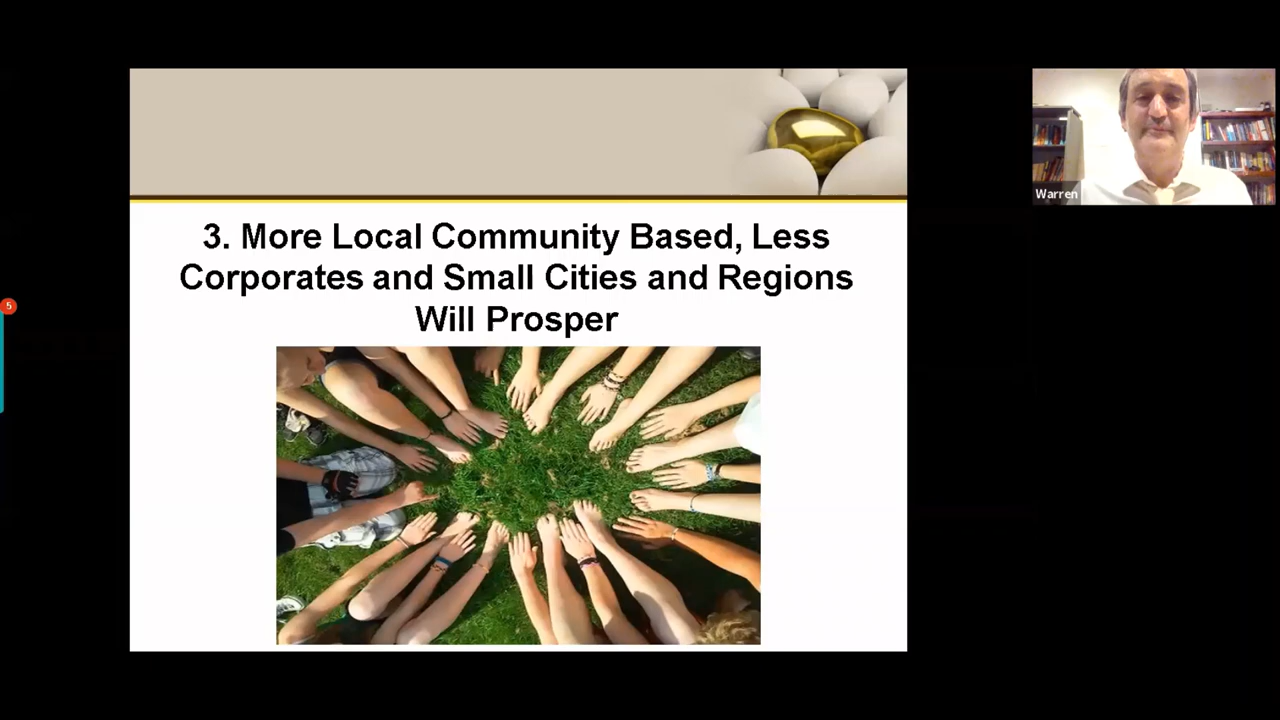 3. More Local Community Based, Less
Corporates and Small Cities and Regions
Will Prosper
Warren
5